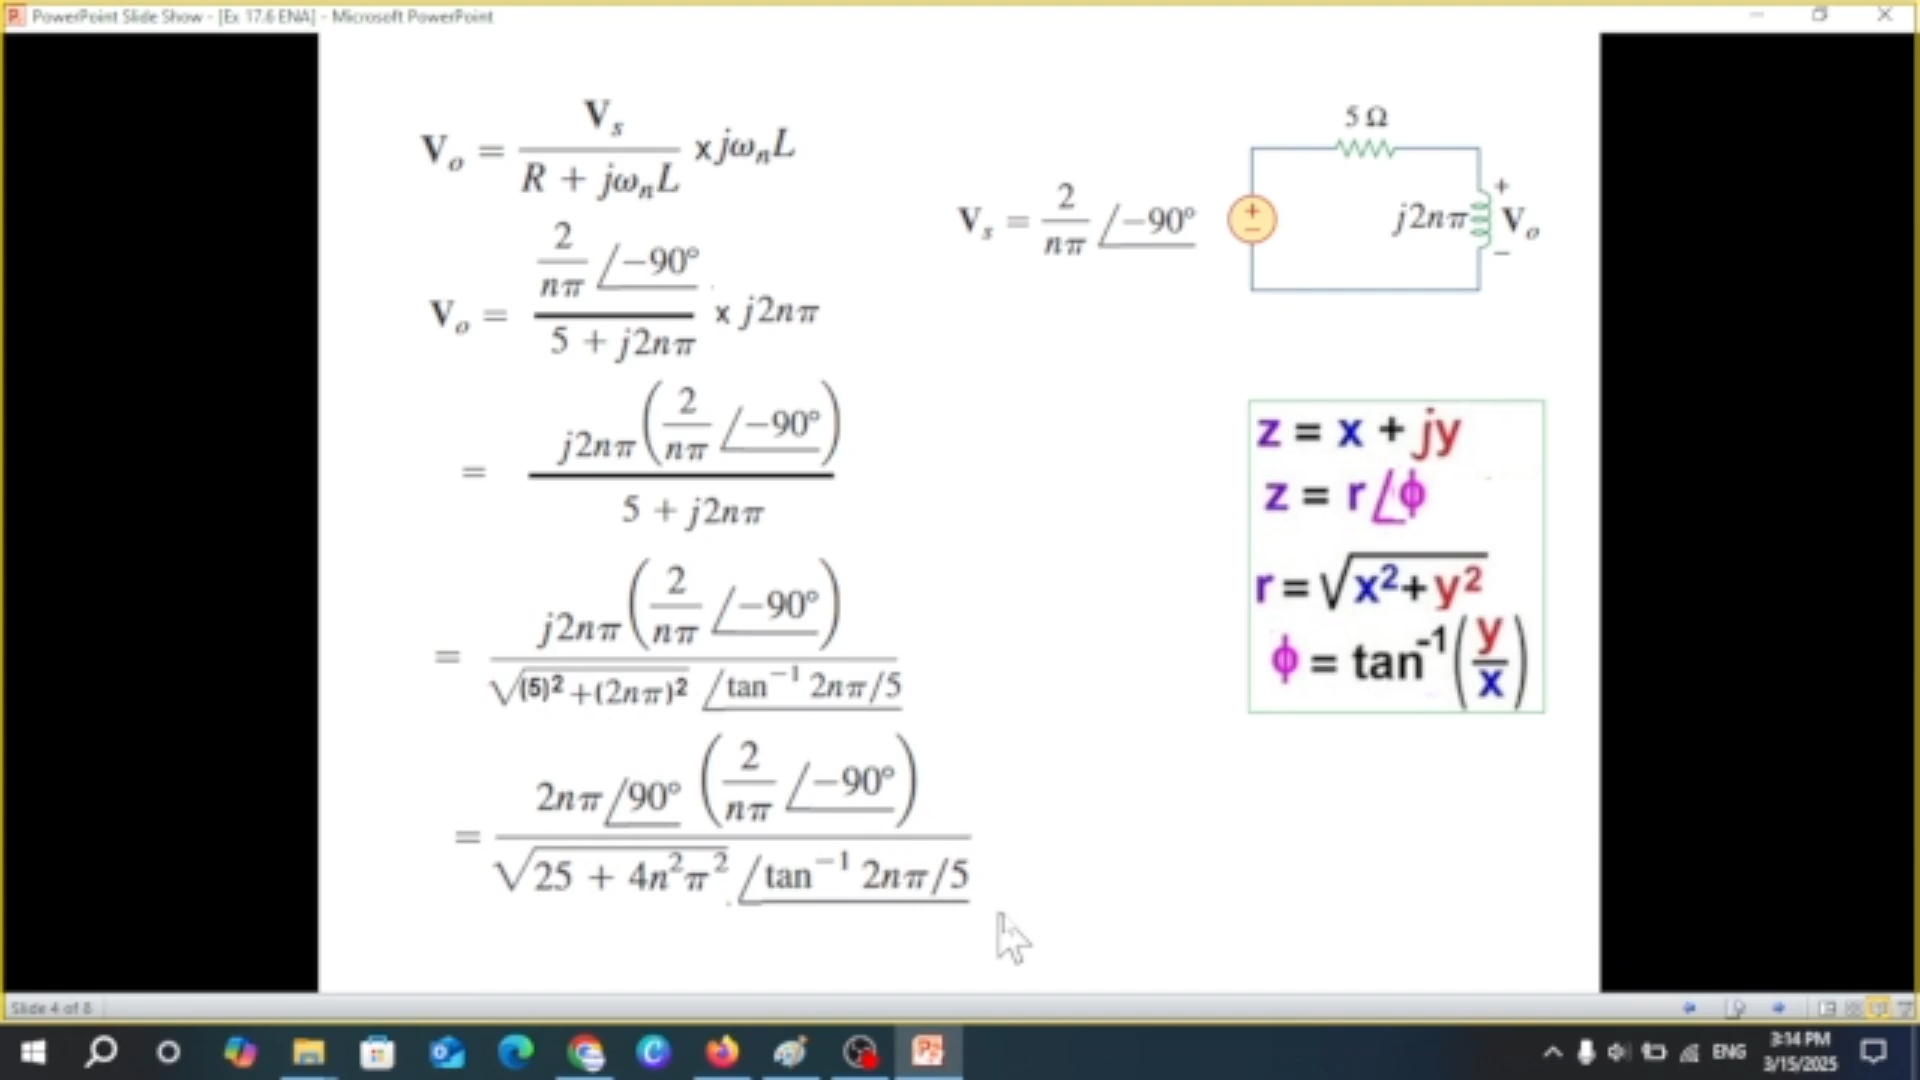 PowerPoint Slide Show - [Ex 17.6 ENA] - Microsoft PowerPoint
V_o = V_s / (R + jω_nL) x jω_nL
V_o = (2/nπ ∠−90°) / (5 + j2nπ) x j2nπ
= j2nπ (2/nπ ∠−90°) / (5 + j2nπ)
= j2nπ (2/nπ ∠−90°) / (√(5)² +(2nπ)² ∠tan⁻¹ 2nπ/5)
= 2nπ ∠90° (2/nπ ∠−90°) / (√25 + 4n²π² ∠tan⁻¹ 2nπ/5)
5 Ω
V_s = 2/nπ ∠−90°
+
−
j2nπ
+
V_o
−
z = x + jy
z = r∠ϕ
r = √x²+y²
ϕ = tan⁻¹(y/x)
Slide 4 of 8
ENG
3:14 PM
3/15/2025